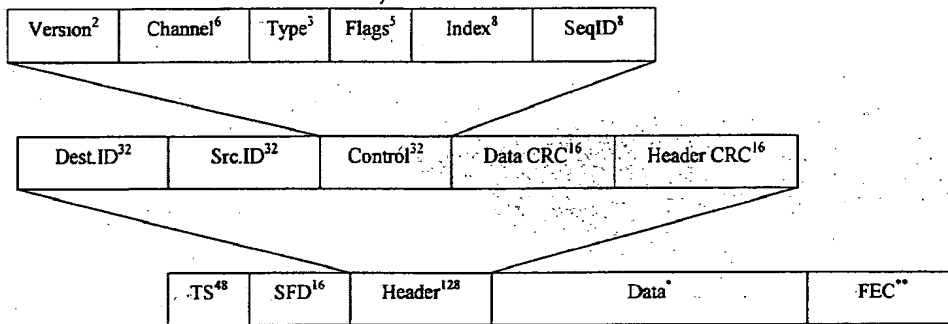 Version² Channel⁶ Type³ Flags⁵ Index⁸ SeqID⁸
Dest.ID³² Src.ID³² Control³² Data CRC¹⁶ Header CRC¹⁶
TS⁴⁸ SFD¹⁶ Header¹²⁸ Data* FEC**